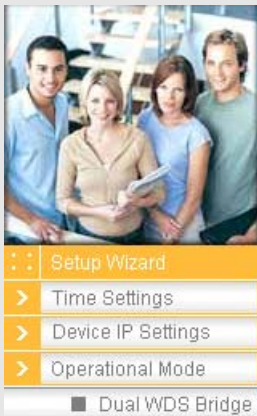 Setup Wizard
Time Settings
Device IP Settings
Operational Mode
Dual WDS Bridge